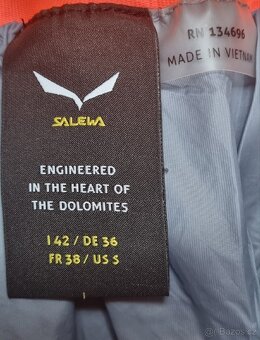 RN 134696
MADE IN VIETNAM
SALEWA
ENGINEERED
IN THE HEART OF
THE DOLOMITES
I 42 / DE 36
FR 38 / US S